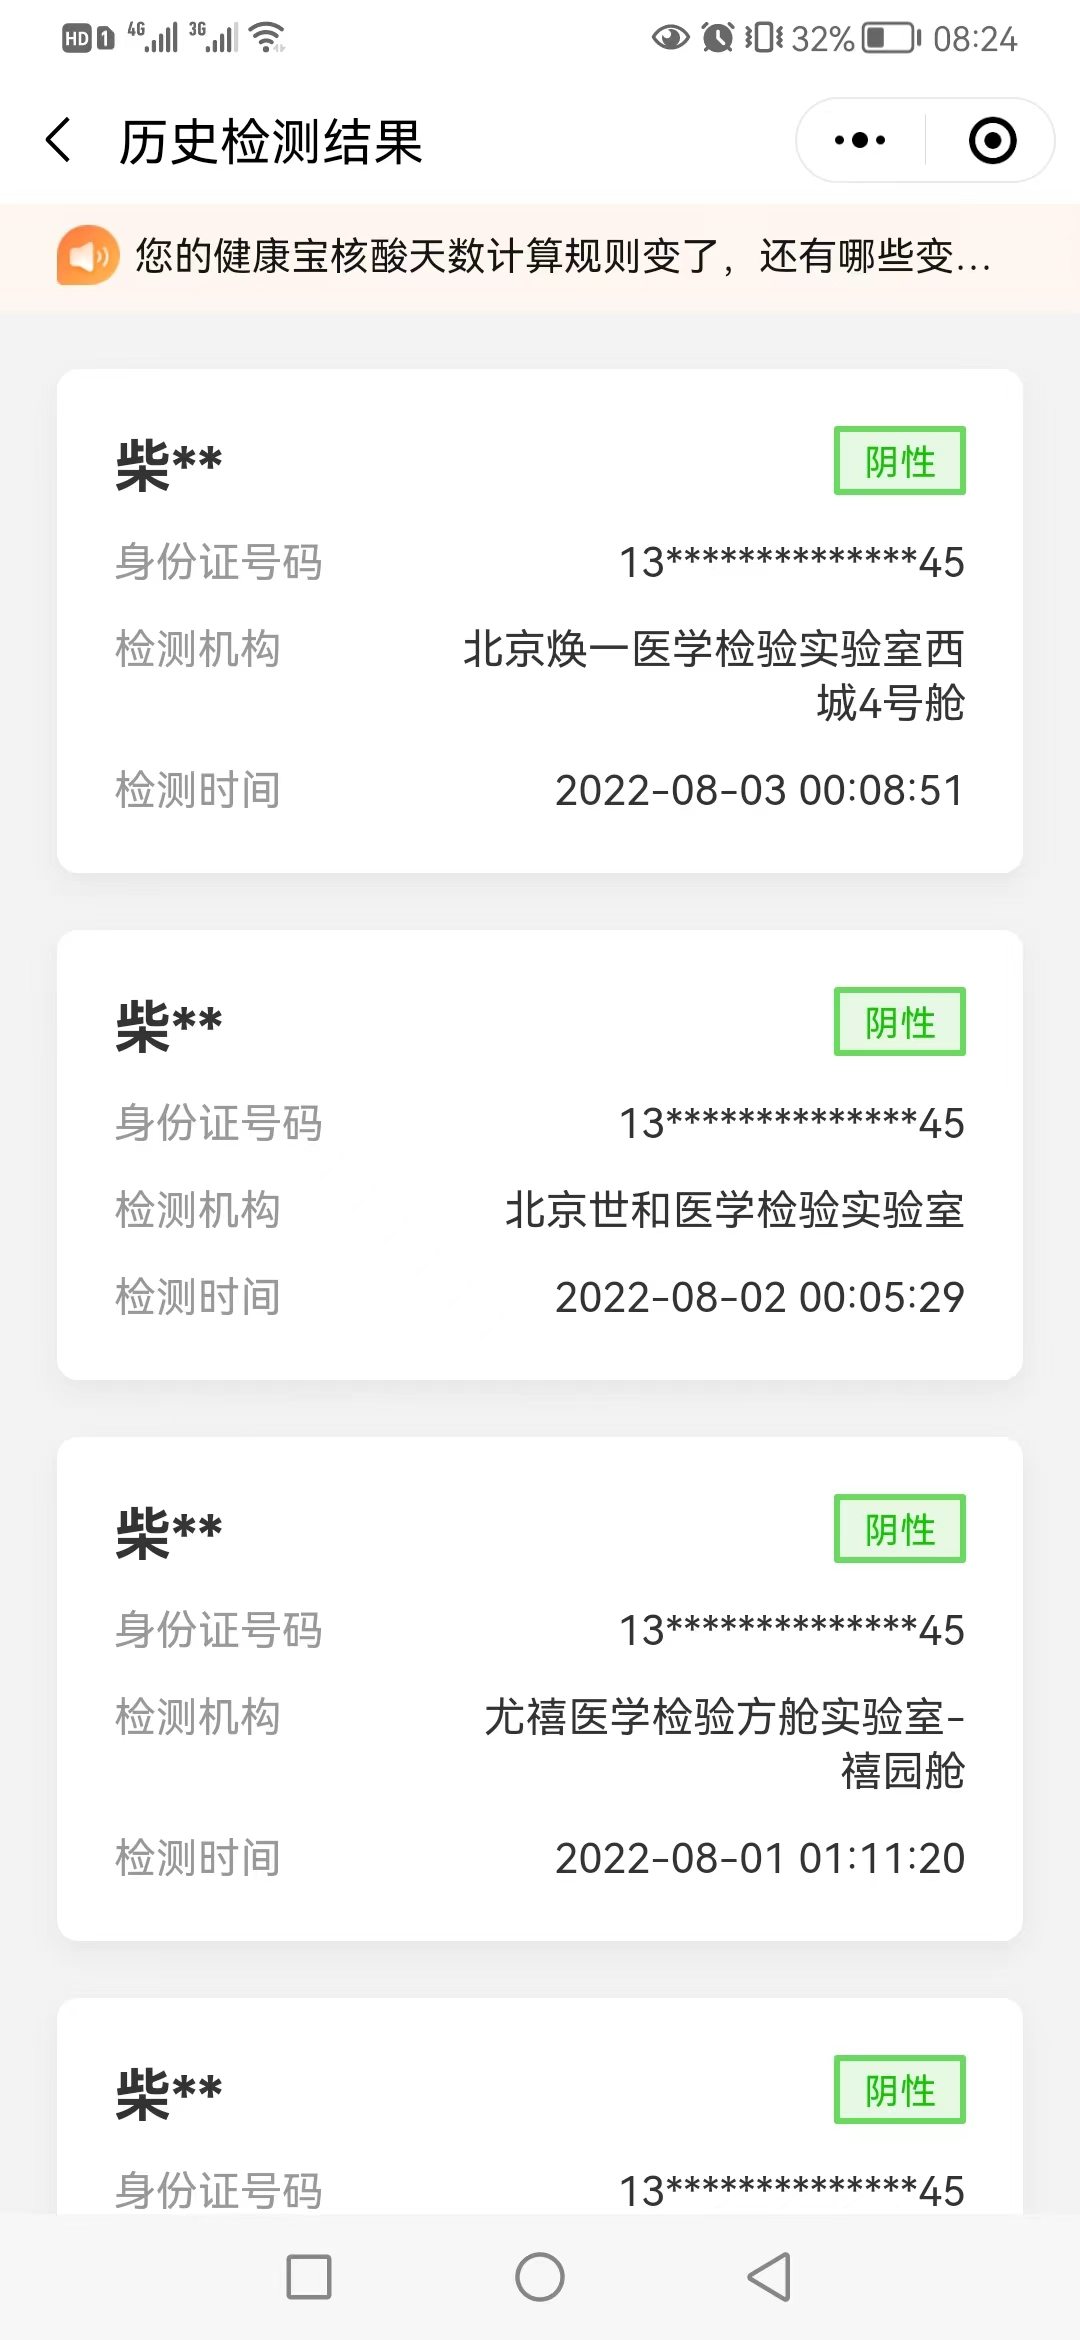 HD 1 4G 3G 32% 08:24
历史检测结果
您的健康宝核酸天数计算规则变了，还有哪些变...
柴** 阴性
身份证号码 13**************45
检测机构 北京焕一医学检验实验室西
城4号舱
检测时间 2022-08-03 00:08:51
柴** 阴性
身份证号码 13**************45
检测机构 北京世和医学检验实验室
检测时间 2022-08-02 00:05:29
柴** 阴性
身份证号码 13**************45
检测机构 尤禧医学检验方舱实验室-
禧园舱
检测时间 2022-08-01 01:11:20
柴** 阴性
身份证号码 13**************45